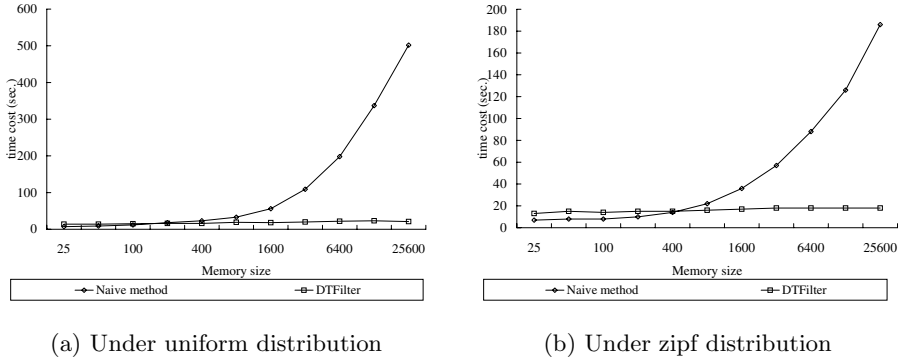 600
500
400
300
200
100
0
time cost (sec.)
25 100 400 1600 6400 25600
Memory size
Naive method DTFilter
(a) Under uniform distribution
200
180
160
140
120
100
80
60
40
20
0
time cost (sec.)
25 100 400 1600 6400 25600
Memory size
Naive method DTFilter
(b) Under zipf distribution